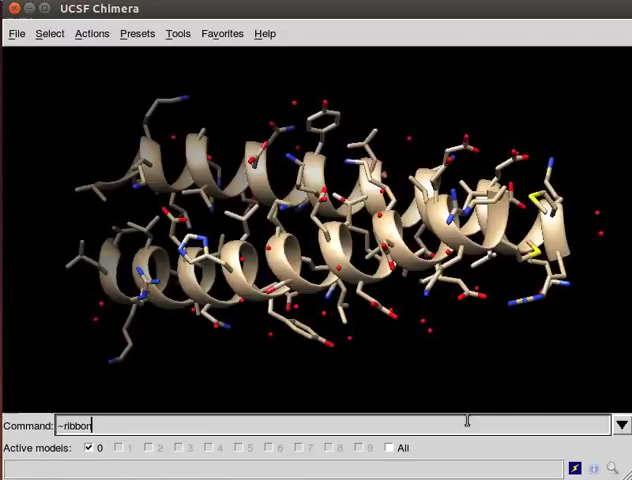 UCSF Chimera
File Select Actions Presets Tools Favorites Help
Command: ~ribbon
Active models: 0 1 2 3 4 5 6 7 8 9 All